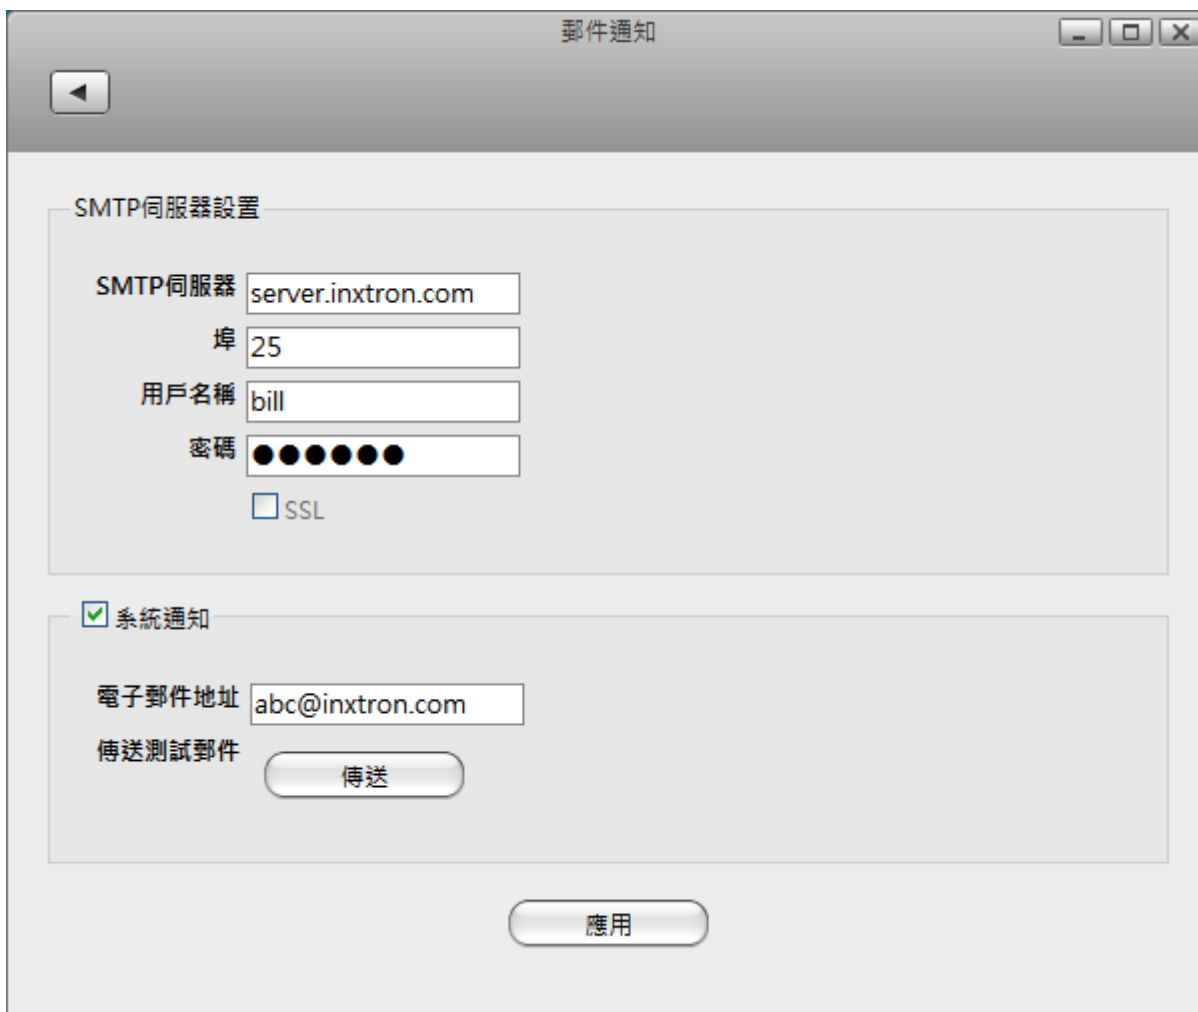 郵件通知
SMTP伺服器設置
SMTP伺服器 server.inxtron.com
埠 25
用戶名稱 bill
密碼 ●●●●●●
SSL
系統通知
電子郵件地址 abc@inxtron.com
傳送測試郵件
傳送
應用